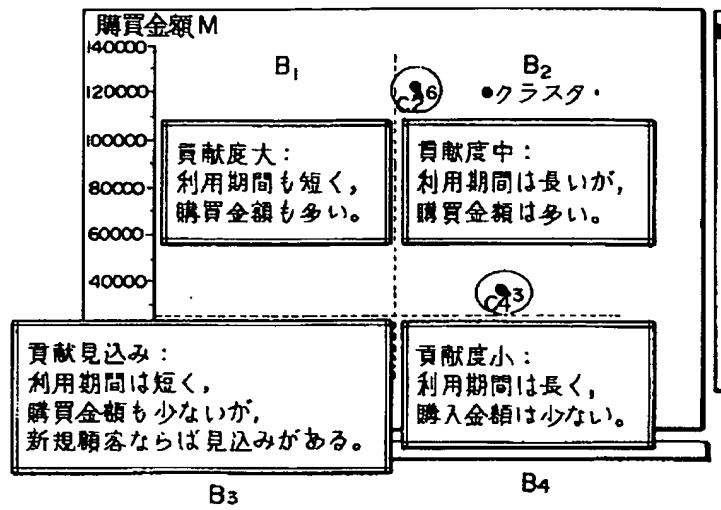 購買金額M
140000
B1
B2
120000
C2 6
●クラスタ・
100000
貢献度大：
利用期間も短く，
購買金額も多い。
貢献度中：
利用期間は長いが，
購買金額は多い。
80000
60000
40000
C4 3
貢献見込み：
利用期間は短く，
購買金額も少ないが，
新規顧客ならば見込みがある。
貢献度小：
利用期間は長く，
購入金額は少ない。
B3
B4